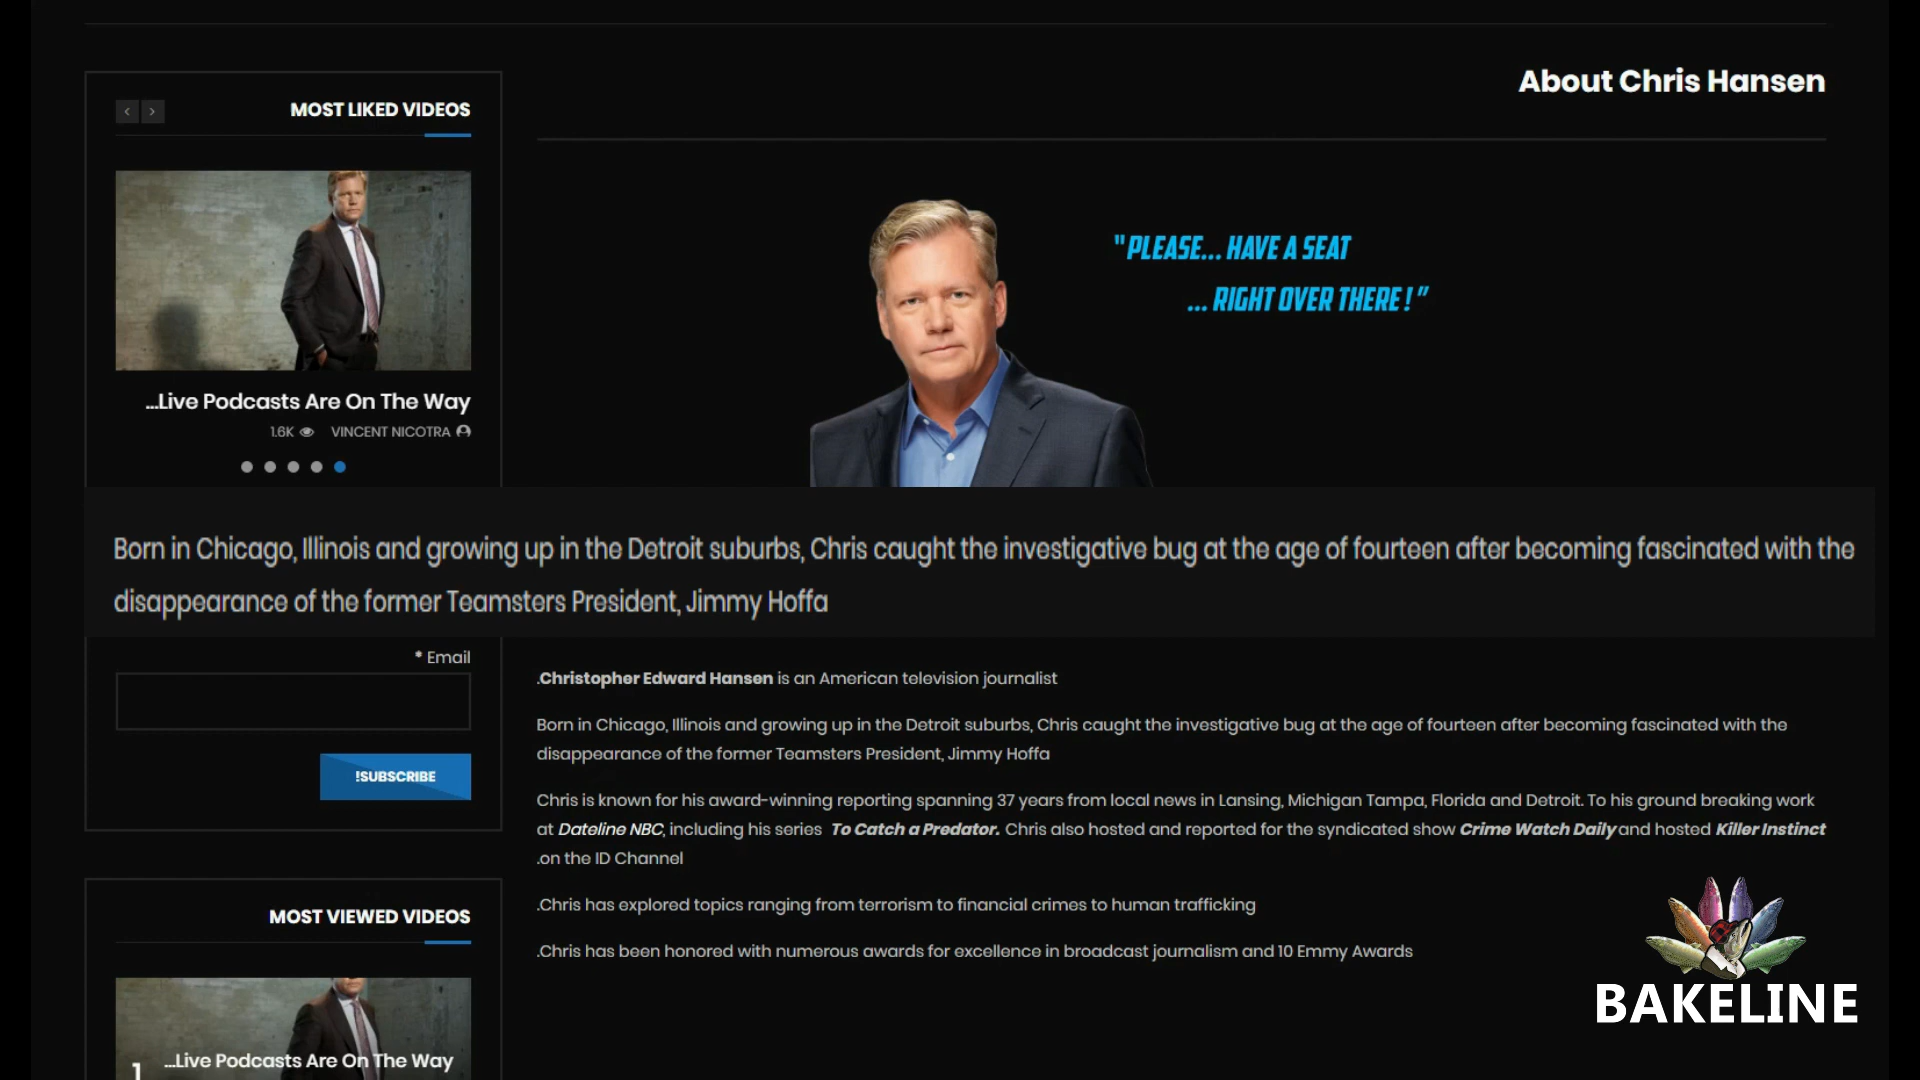 About Chris Hansen
MOST LIKED VIDEOS
"PLEASE... HAVE A SEAT
... RIGHT OVER THERE!"
...Live Podcasts Are On The Way
1.6K VINCENT NICOTRA
Born in Chicago, Illinois and growing up in the Detroit suburbs, Chris caught the investigative bug at the age of fourteen after becoming fascinated with the
disappearance of the former Teamsters President, Jimmy Hoffa
* Email
!SUBSCRIBE
.Christopher Edward Hansen is an American television journalist
Born in Chicago, Illinois and growing up in the Detroit suburbs, Chris caught the investigative bug at the age of fourteen after becoming fascinated with the
disappearance of the former Teamsters President, Jimmy Hoffa
Chris is known for his award-winning reporting spanning 37 years from local news in Lansing, Michigan Tampa, Florida and Detroit. To his ground breaking work
at Dateline NBC, including his series To Catch a Predator. Chris also hosted and reported for the syndicated show Crime Watch Daily and hosted Killer Instinct
.on the ID Channel
.Chris has explored topics ranging from terrorism to financial crimes to human trafficking
.Chris has been honored with numerous awards for excellence in broadcast journalism and 10 Emmy Awards
MOST VIEWED VIDEOS
1 ...Live Podcasts Are On The Way
BAKELINE